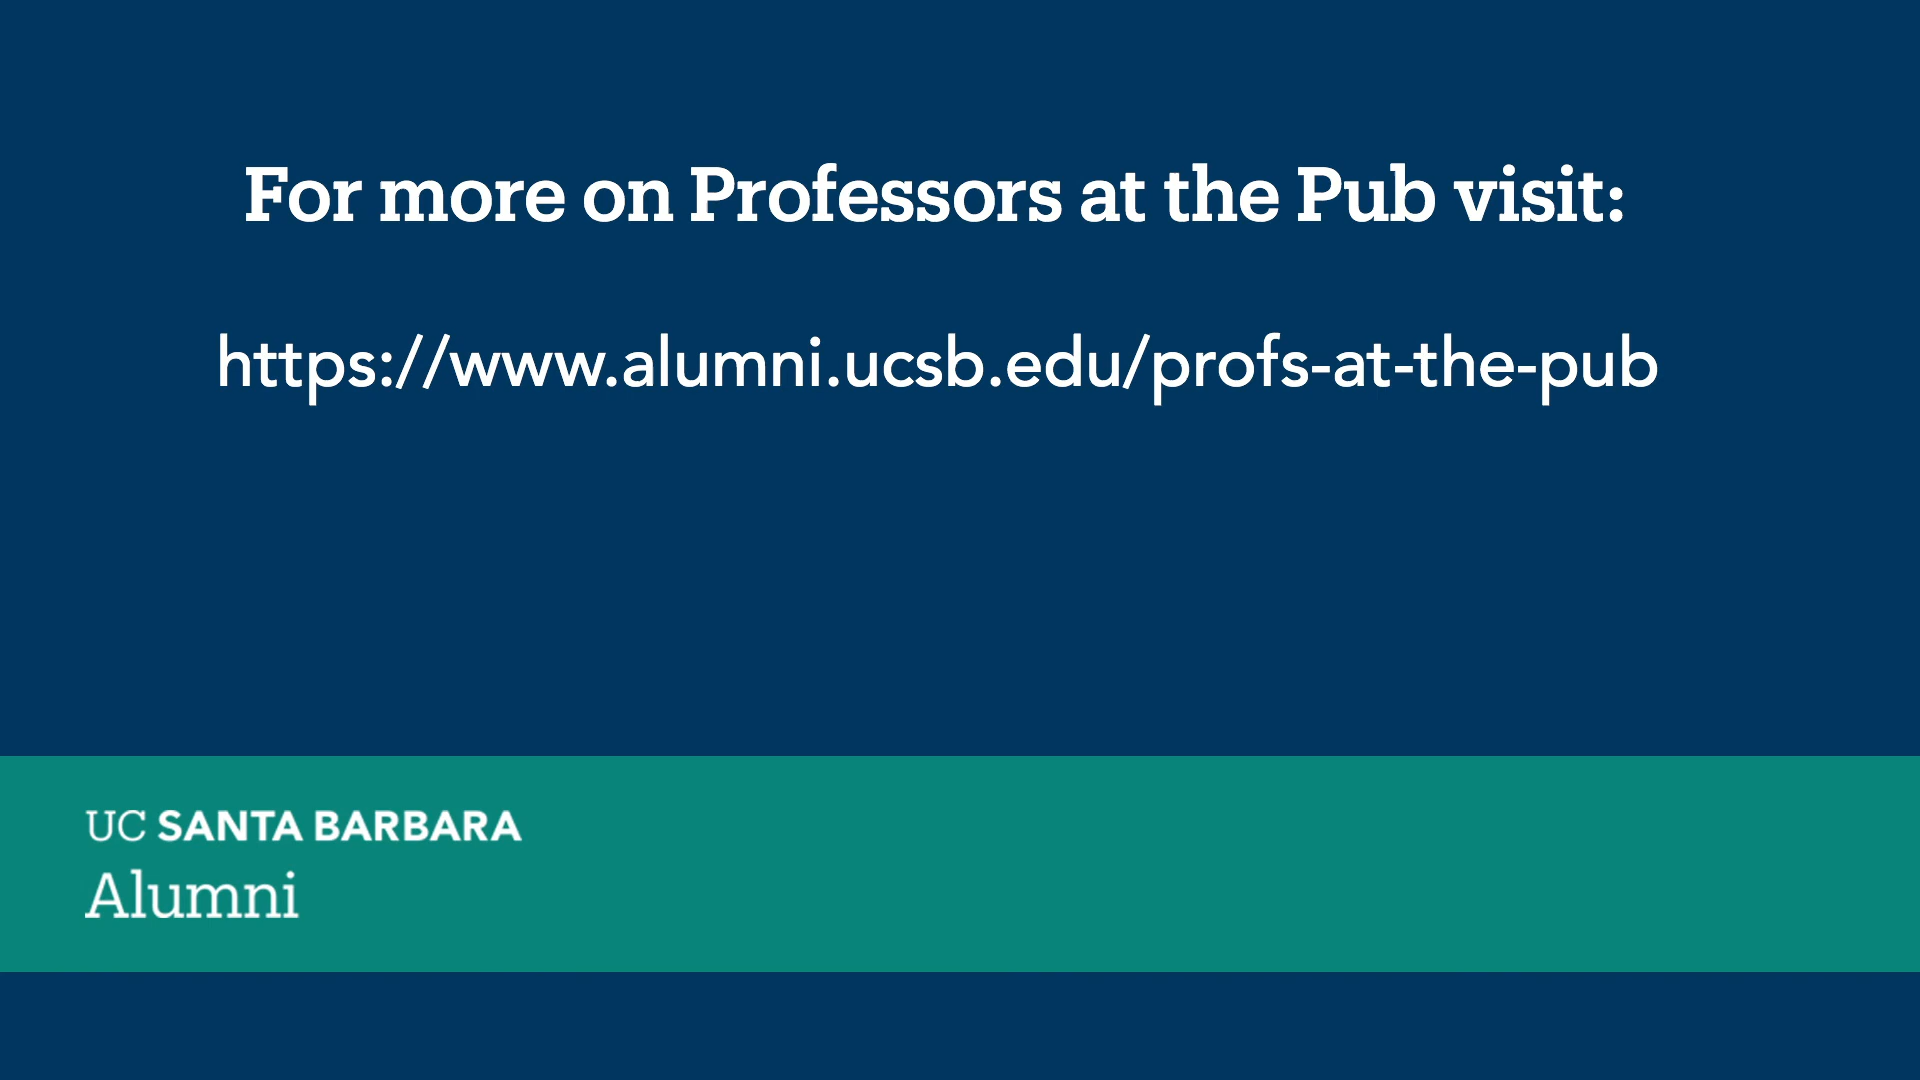 For more on Professors at the Pub visit:
https://www.alumni.ucsb.edu/profs-at-the-pub
UC SANTA BARBARA
Alumni